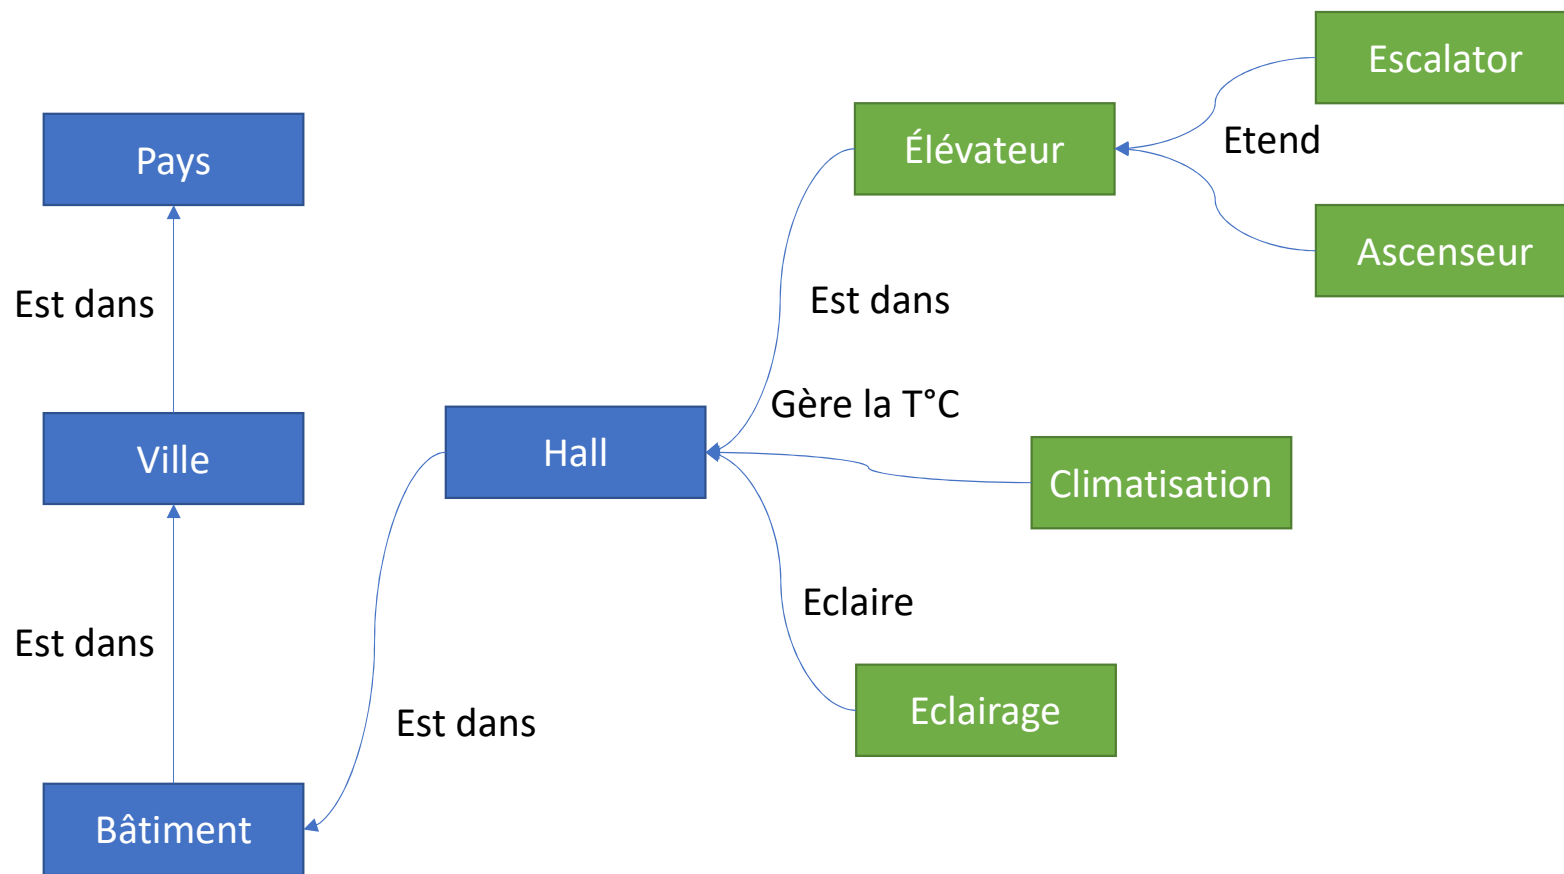 Escalator
Élévateur
Etend
Pays
Ascenseur
Est dans
Est dans
Gère la T°C
Hall
Ville
Climatisation
Eclaire
Est dans
Eclairage
Est dans
Bâtiment